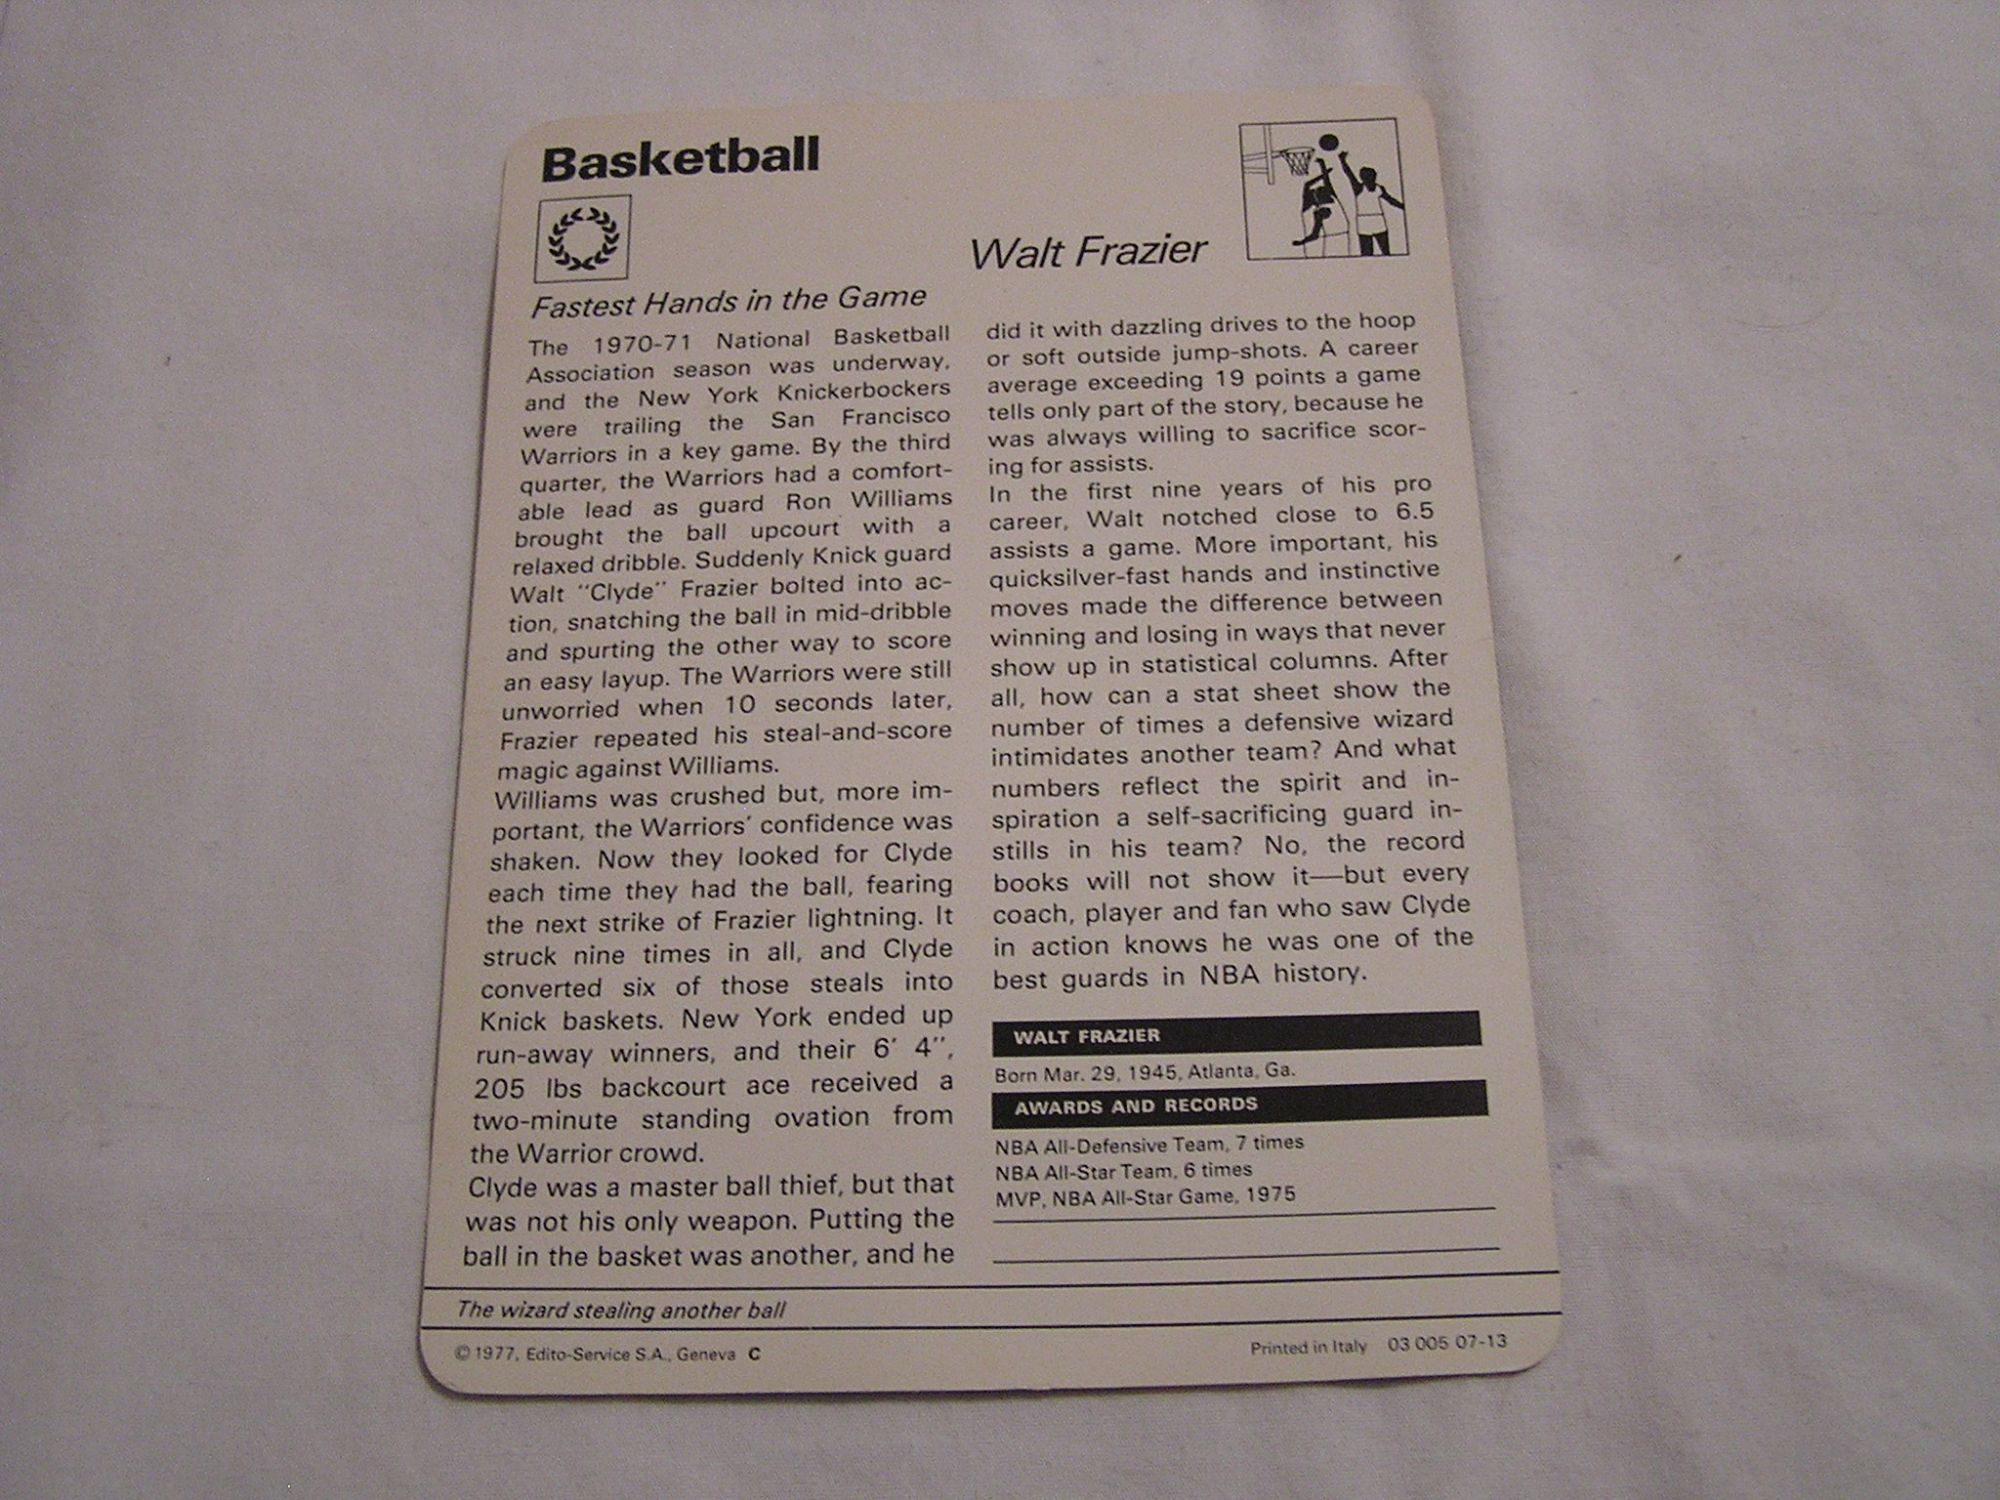 Basketball
Walt Frazier
Fastest Hands in the Game
The 1970-71 National Basketball
Association season was underway,
and the New York Knickerbockers
were trailing the San Francisco
Warriors in a key game. By the third
quarter, the Warriors had a comfort-
able lead as guard Ron Williams
brought the ball upcourt with a
relaxed dribble. Suddenly Knick guard
Walt "Clyde" Frazier bolted into ac-
tion, snatching the ball in mid-dribble
and spurting the other way to score
an easy layup. The Warriors were still
unworried when 10 seconds later,
Frazier repeated his steal-and-score
magic against Williams.
Williams was crushed but, more im-
portant, the Warriors' confidence was
shaken. Now they looked for Clyde
each time they had the ball, fearing
the next strike of Frazier lightning. It
struck nine times in all, and Clyde
converted six of those steals into
Knick baskets. New York ended up
run-away winners, and their 6' 4",
205 lbs backcourt ace received a
two-minute standing ovation from
the Warrior crowd.
Clyde was a master ball thief, but that
was not his only weapon. Putting the
ball in the basket was another, and he
did it with dazzling drives to the hoop
or soft outside jump-shots. A career
average exceeding 19 points a game
tells only part of the story, because he
was always willing to sacrifice scor-
ing for assists.
In the first nine years of his pro
career, Walt notched close to 6.5
assists a game. More important, his
quicksilver-fast hands and instinctive
moves made the difference between
winning and losing in ways that never
show up in statistical columns. After
all, how can a stat sheet show the
number of times a defensive wizard
intimidates another team? And what
numbers reflect the spirit and in-
spiration a self-sacrificing guard in-
stills in his team? No, the record
books will not show it—but every
coach, player and fan who saw Clyde
in action knows he was one of the
best guards in NBA history.
WALT FRAZIER
Born Mar. 29, 1945, Atlanta, Ga.
AWARDS AND RECORDS
NBA All-Defensive Team, 7 times
NBA All-Star Team, 6 times
MVP, NBA All-Star Game, 1975
The wizard stealing another ball
© 1977, Edito-Service S.A., Geneva C
Printed in Italy 03 005 07-13